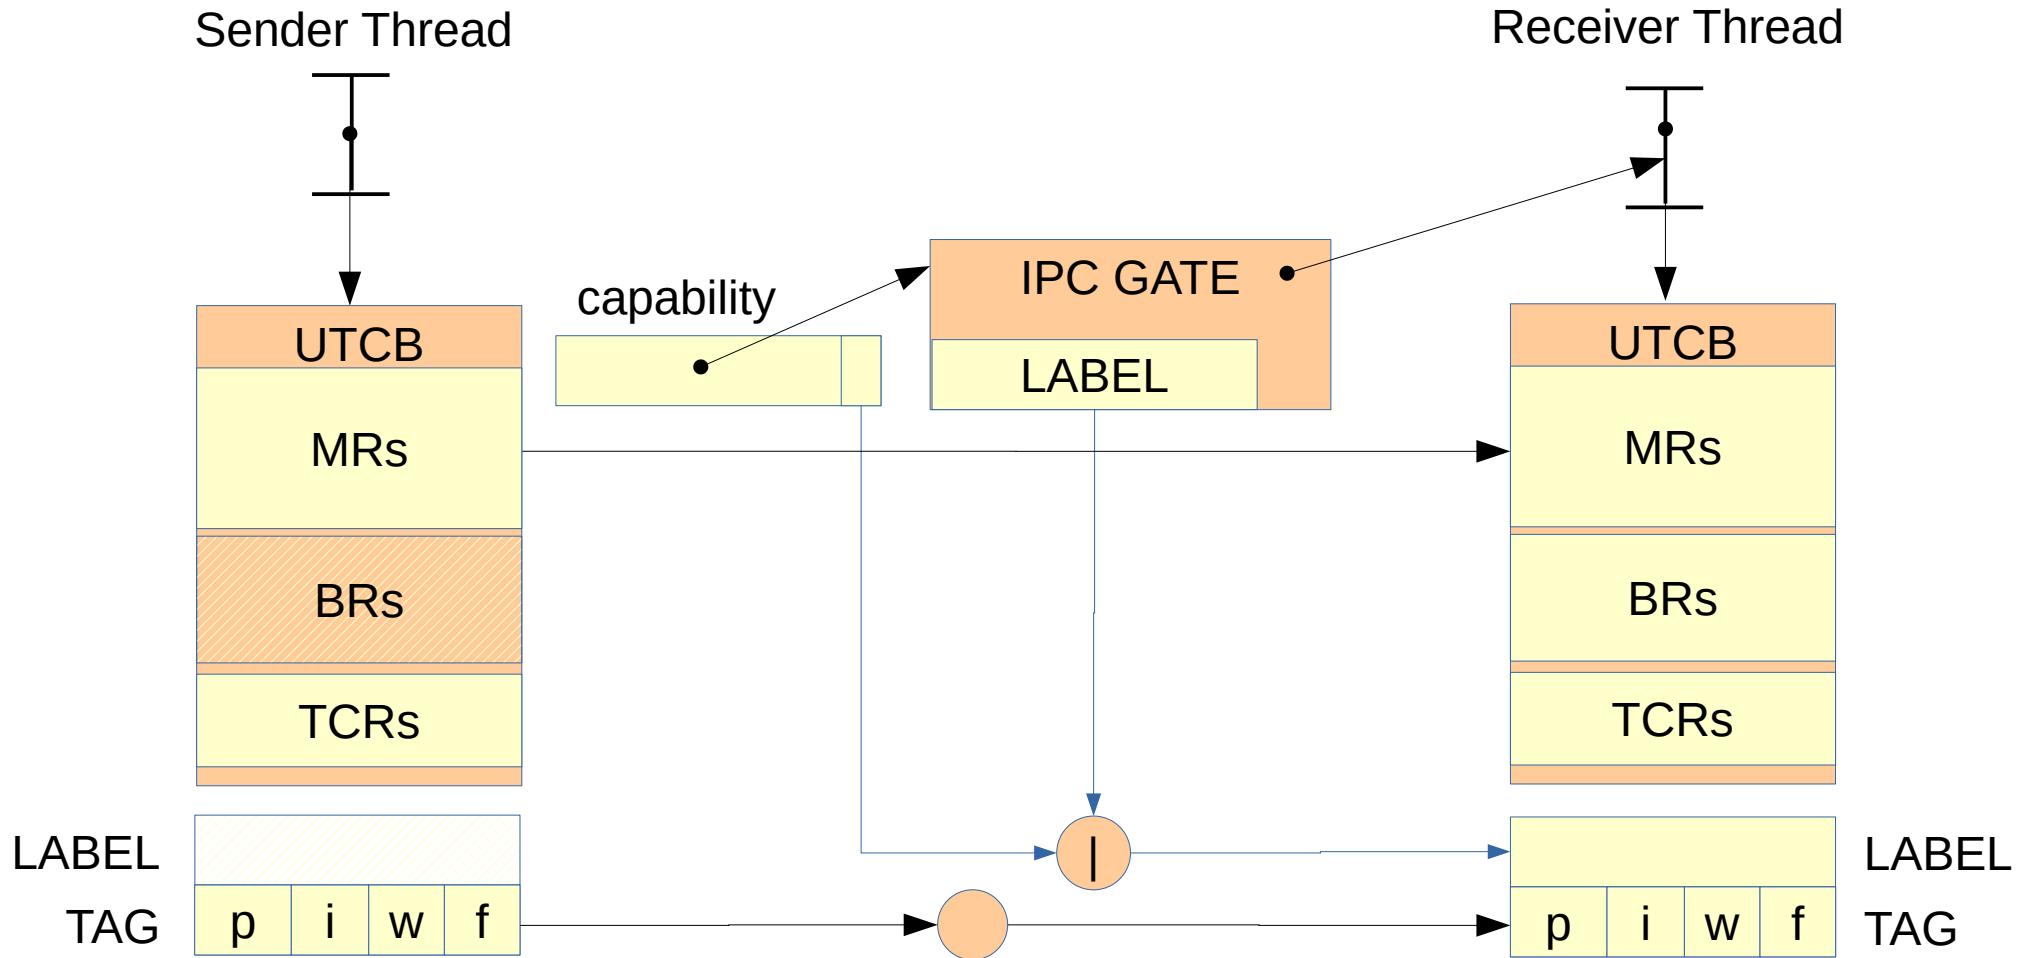 Sender Thread
Receiver Thread
capability
IPC GATE
LABEL
UTCB
MRs
BRs
TCRs
UTCB
MRs
BRs
TCRs
LABEL
TAG
p i w f
|
LABEL
p i w f
TAG